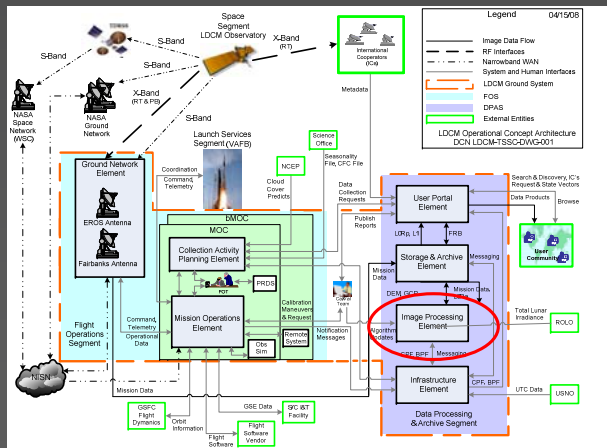 Space
Segment
LDCM Observatory
X-Band
(RT)
S-Band
S-Band
S-Band
S-Band
X-Band
(RT & PB)
International
Cooperators
(ICs)
Legend
04/15/08
Image Data Flow
RF Interfaces
Narrowband WAN
System and Human Interfaces
LDCM Ground System
FOS
DPAS
External Entities
LDCM Operational Concept Architecture
DCN LDCM-TSSC-DWG-001
NASA
Space
Network
(WSC)
NASA
Ground
Network
Launch Services
Segment (VAFB)
Science
Office
NCEP
Metadata
Seasonality
File, CFC File
Cloud
Cover
Predicts
Coordination
Command,
Telemetry
Data
Collection
Requests
Publish
Reports
Search & Discovery, IC's
Request & State Vectors
Data Products
Browse
User
Community
Ground Network
Element
EROS Antenna
Fairbanks Antenna
bMOC
MOC
Collection Activity
Planning Element
FOT
PRDS
Mission Operations
Element
Obs
Sim
Remote
System
Calibration
Maneuvers
& Request
Cal/Val
Team
Notification
Messages
Command,
Telemetry
Operational Data
Flight
Operations
Segment
NISN
Mission Data
User Portal
Element
L0Rp, L1
FRB
Messaging
Storage & Archive
Element
Mission Data
DEM, GCP
Mission Data,
Image Processing
Element
Algorithm
Updates
CPF, BPF
Messaging
Infrastructure
Element
CPF, BPF
Data Processing
& Archive Segment
Total Lunar
Irradiance
ROLO
UTC Data
USNO
GSFC
Flight
Dymanics
Orbit
Information
Flight
Software
Flight
Software
Vendor
GSE Data
S/C I&T
Facility